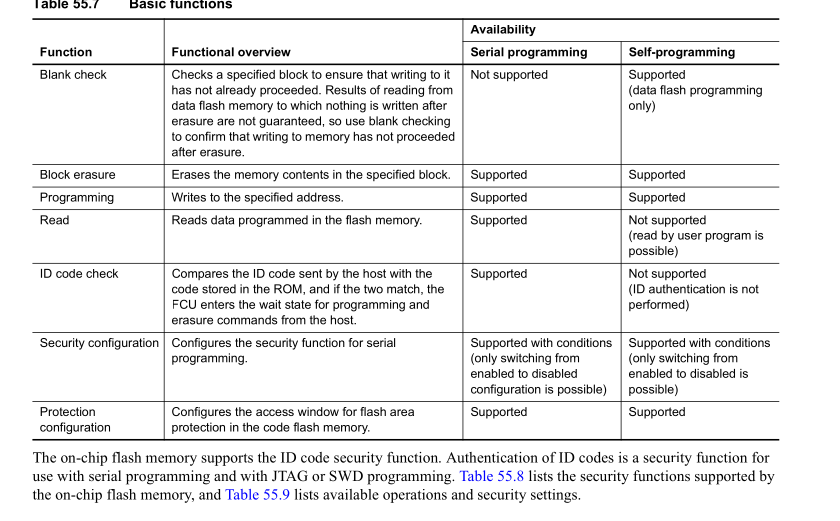 Table 55.7 Basic functions
Availability
Function Functional overview Serial programming Self-programming
Blank check
Checks a specified block to ensure that writing to it
has not already proceeded. Results of reading from
data flash memory to which nothing is written after
erasure are not guaranteed, so use blank checking
to confirm that writing to memory has not proceeded
after erasure.
Not supported
Supported
(data flash programming
only)
Block erasure
Erases the memory contents in the specified block.
Supported
Supported
Programming
Writes to the specified address.
Supported
Supported
Read
Reads data programmed in the flash memory.
Supported
Not supported
(read by user program is
possible)
ID code check
Compares the ID code sent by the host with the
code stored in the ROM, and if the two match, the
FCU enters the wait state for programming and
erasure commands from the host.
Supported
Not supported
(ID authentication is not
performed)
Security configuration
Configures the security function for serial
programming.
Supported with conditions
(only switching from
enabled to disabled
configuration is possible)
Supported with conditions
(only switching from
enabled to disabled is
possible)
Protection
configuration
Configures the access window for flash area
protection in the code flash memory.
Supported
Supported
The on-chip flash memory supports the ID code security function. Authentication of ID codes is a security function for
use with serial programming and with JTAG or SWD programming. Table 55.8 lists the security functions supported by
the on-chip flash memory, and Table 55.9 lists available operations and security settings.